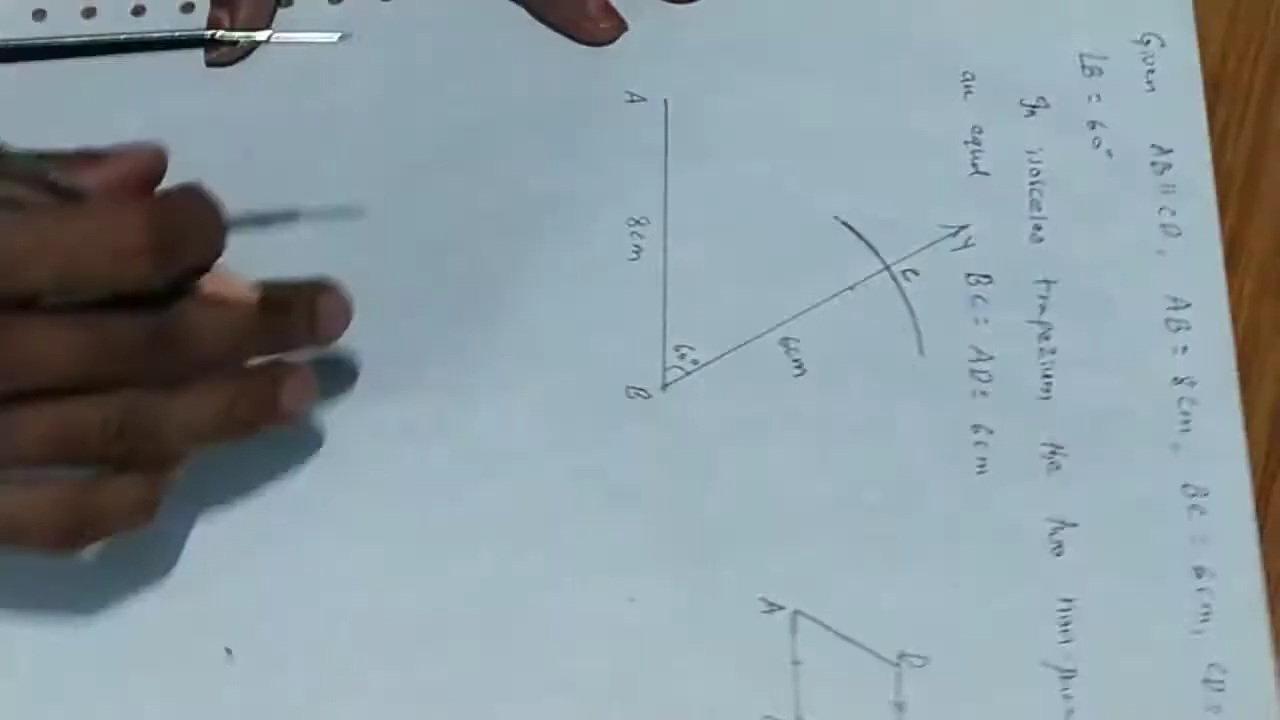 Given AB || CD, AB = 8cm, BC = 6cm, CD
∠B = 60°
In isosceles trapezium the two non
are equal BC = AD = 6cm
Y
C
6cm
60°
A 8cm B
D
A